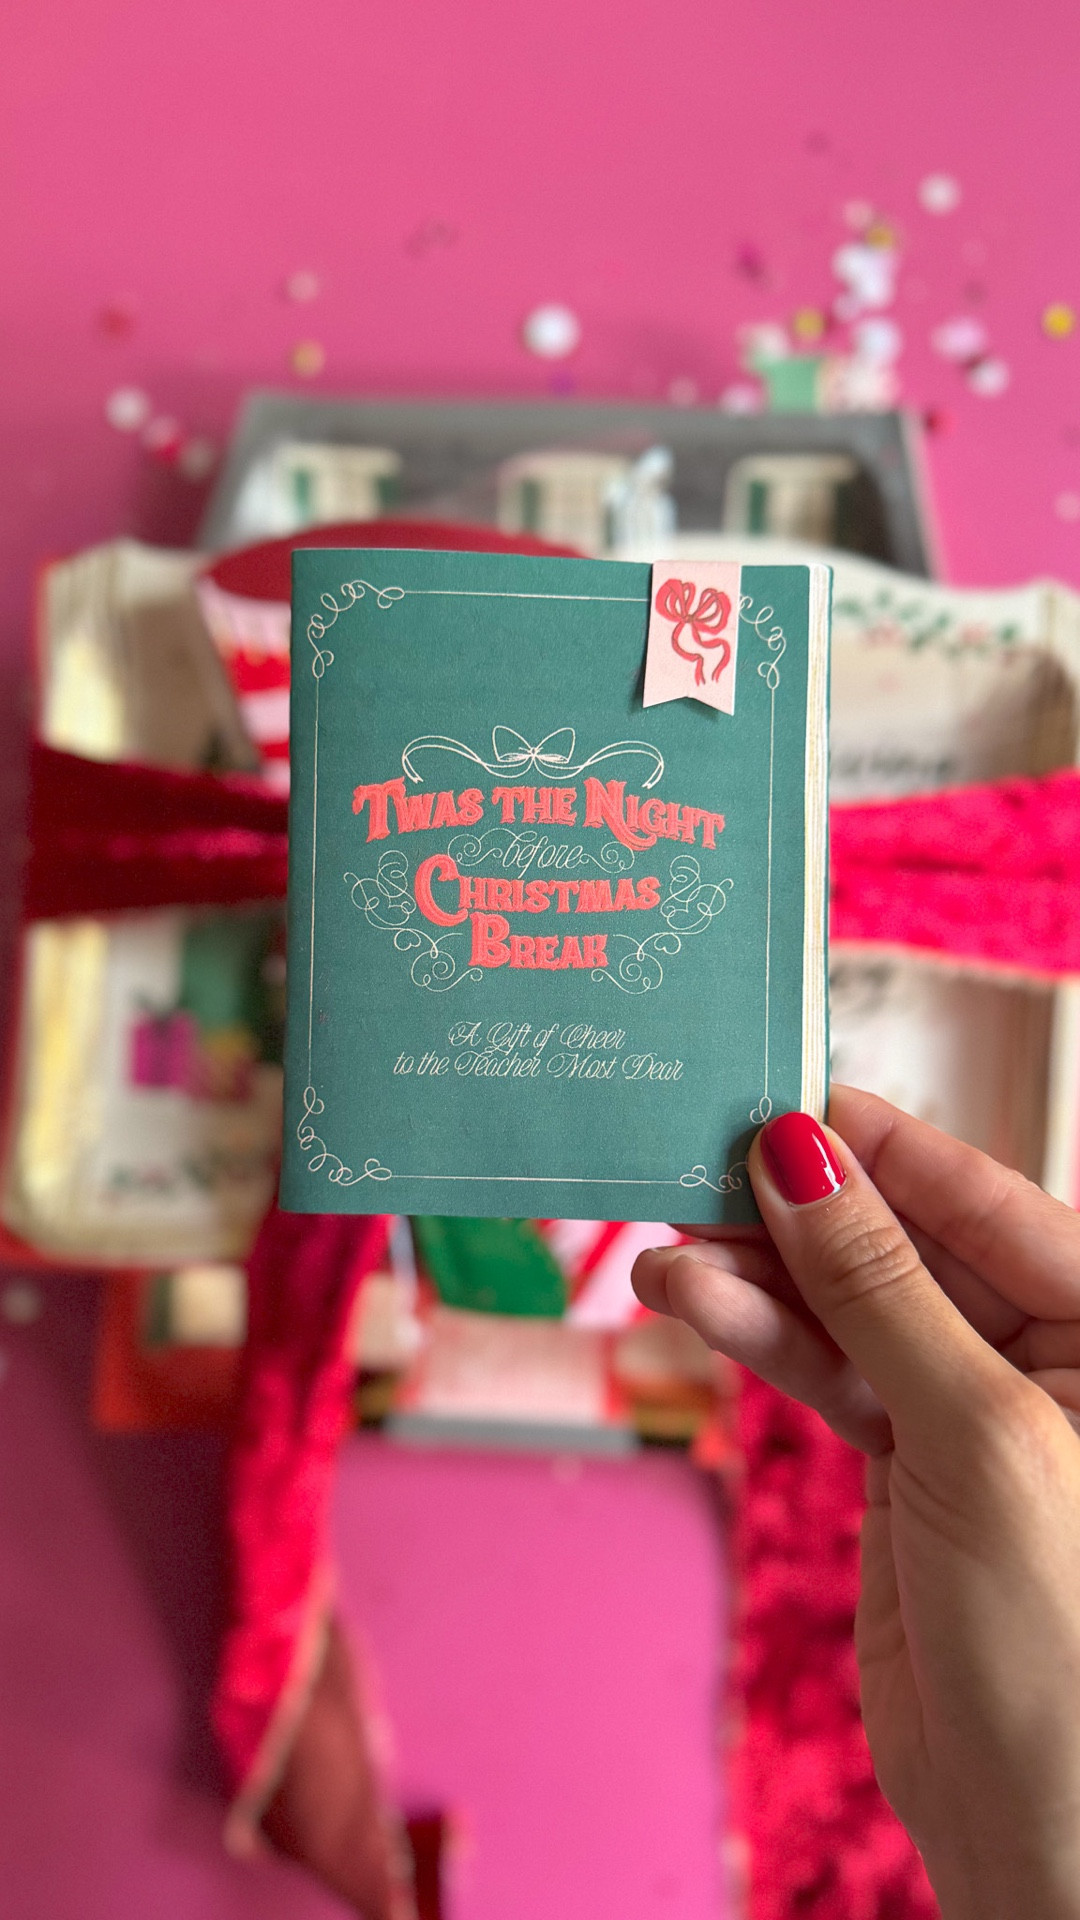 Twas the Night
before
Christmas
Break
A Gift of Cheer
to the Teacher Most Dear